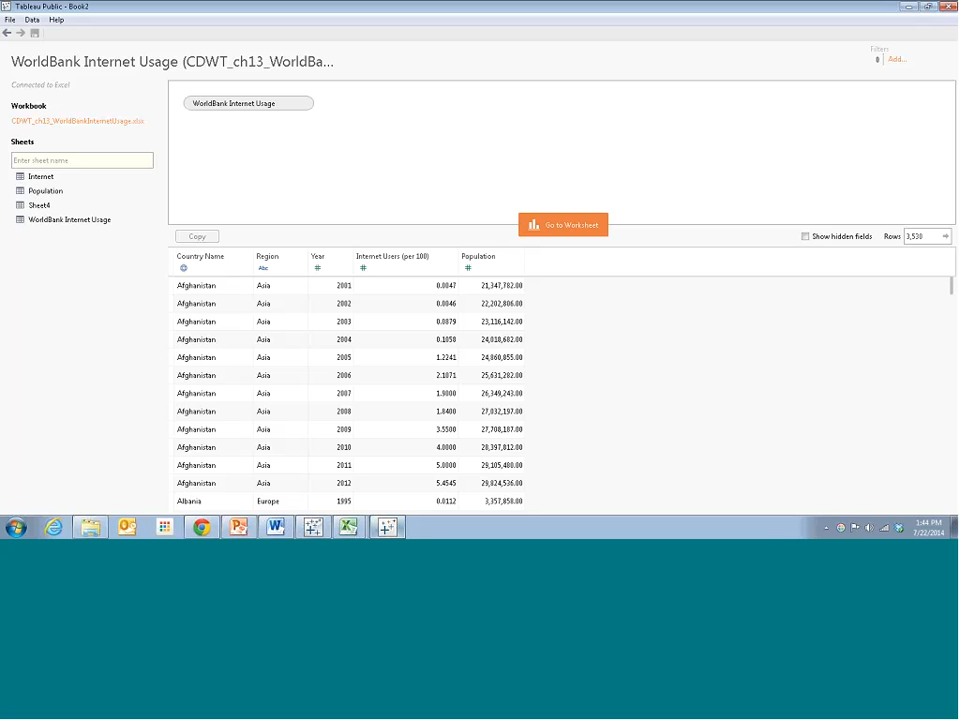 Tableau Public - Book2
File Data Help
WorldBank Internet Usage (CDWT_ch13_WorldBa...
Filters
Add...
Connected to Excel
Workbook
CDWT_ch13_WorldBankInternetUsage.xlsx
Sheets
Enter sheet name
Internet
Population
Sheet4
WorldBank Internet Usage
WorldBank Internet Usage
Go to Worksheet
Copy
Show hidden fields Rows 3,530
Country Name Region Year Internet Users (per 100) Population
Abc # # #
Afghanistan Asia 2001 0.0047 21,347,782.00
Afghanistan Asia 2002 0.0046 22,202,806.00
Afghanistan Asia 2003 0.0879 23,116,142.00
Afghanistan Asia 2004 0.1058 24,018,682.00
Afghanistan Asia 2005 1.2241 24,860,855.00
Afghanistan Asia 2006 2.1071 25,631,282.00
Afghanistan Asia 2007 1.9000 26,349,243.00
Afghanistan Asia 2008 1.8400 27,032,197.00
Afghanistan Asia 2009 3.5500 27,708,187.00
Afghanistan Asia 2010 4.0000 28,397,812.00
Afghanistan Asia 2011 5.0000 29,105,480.00
Afghanistan Asia 2012 5.4545 29,824,536.00
Albania Europe 1995 0.0112 3,357,858.00
1:44 PM
7/22/2014